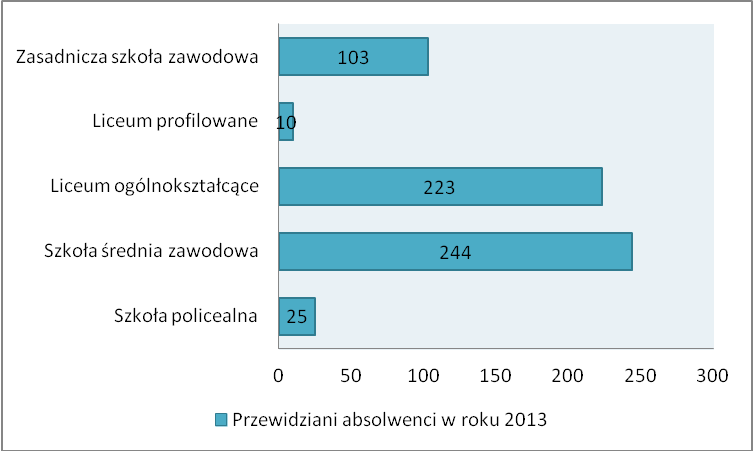 Zasadnicza szkoła zawodowa 103
Liceum profilowane 10
Liceum ogólnokształcące 223
Szkoła średnia zawodowa 244
Szkoła policealna 25
0 50 100 150 200 250 300
Przewidziani absolwenci w roku 2013